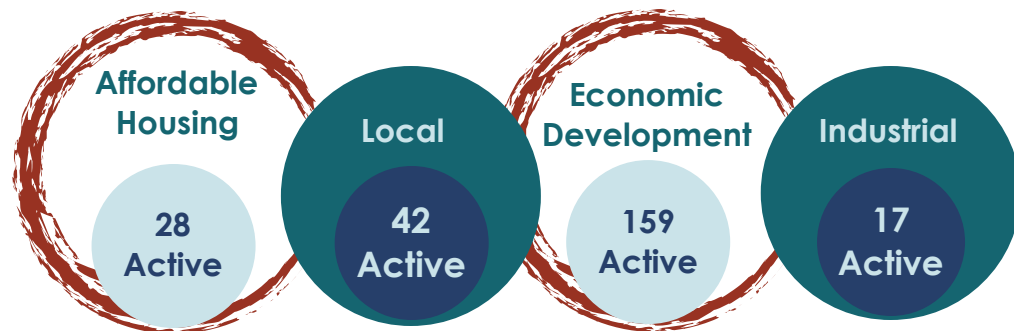 Affordable
Housing
28
Active
Local
42
Active
Economic
Development
159
Active
Industrial
17
Active